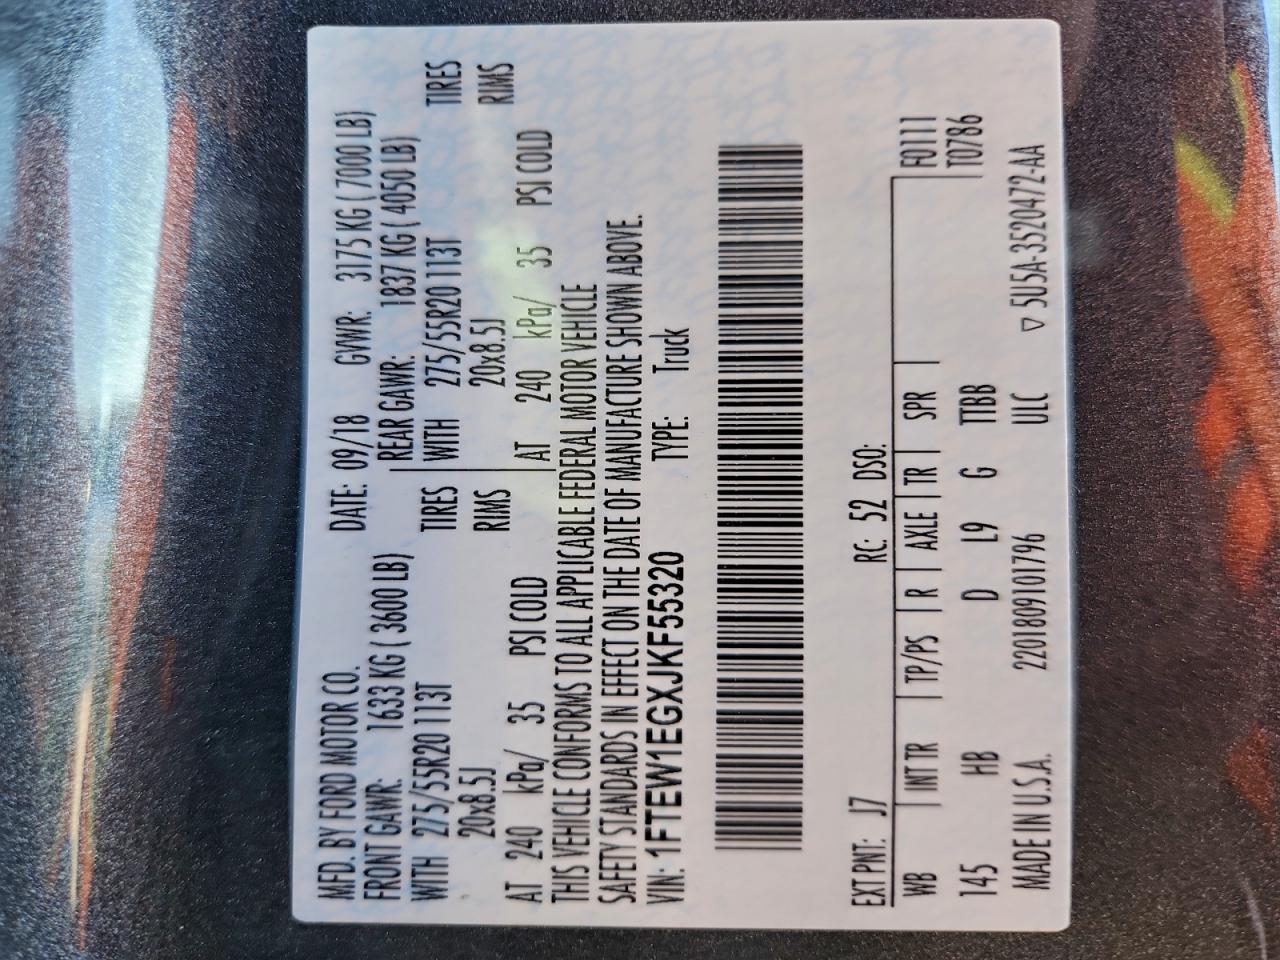 MFD. BY FORD MOTOR CO. DATE: 09/18 GVWR: 3175 KG ( 7000 LB)
FRONT GAWR: 1633 KG ( 3600 LB) REAR GAWR: 1837 KG ( 4050 LB)
WITH 275/55R20 113T TIRES WITH 275/55R20 113T TIRES
20x8.5J RIMS 20x8.5J RIMS
AT 240 kPa/ 35 PSI COLD AT 240 kPa/ 35 PSI COLD
THIS VEHICLE CONFORMS TO ALL APPLICABLE FEDERAL MOTOR VEHICLE
SAFETY STANDARDS IN EFFECT ON THE DATE OF MANUFACTURE SHOWN ABOVE.
VIN: 1FTEW1EGXJKF55320 TYPE: Truck
EXT PNT: J7 RC: 52 DSO:
WB INT TR TP/PS R AXLE TR SPR F0111
145 HB D L9 G TTBB T0786
MADE IN U.S.A. 2201809101796 ULC ▽ 5U5A-3520472-AA